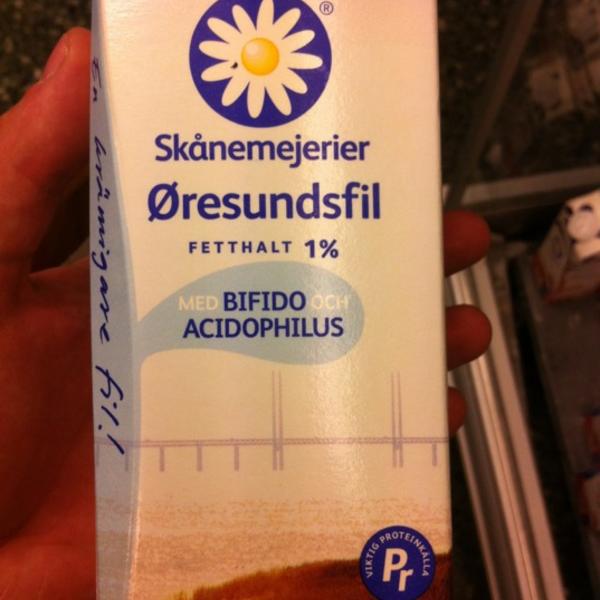 ®
Skånemejerier
Øresundsfil
FETTHALT 1%
MED BIFIDO OCH
ACIDOPHILUS
En krämigare fil!
VIKTIG PROTEINKÄLLA
Pr